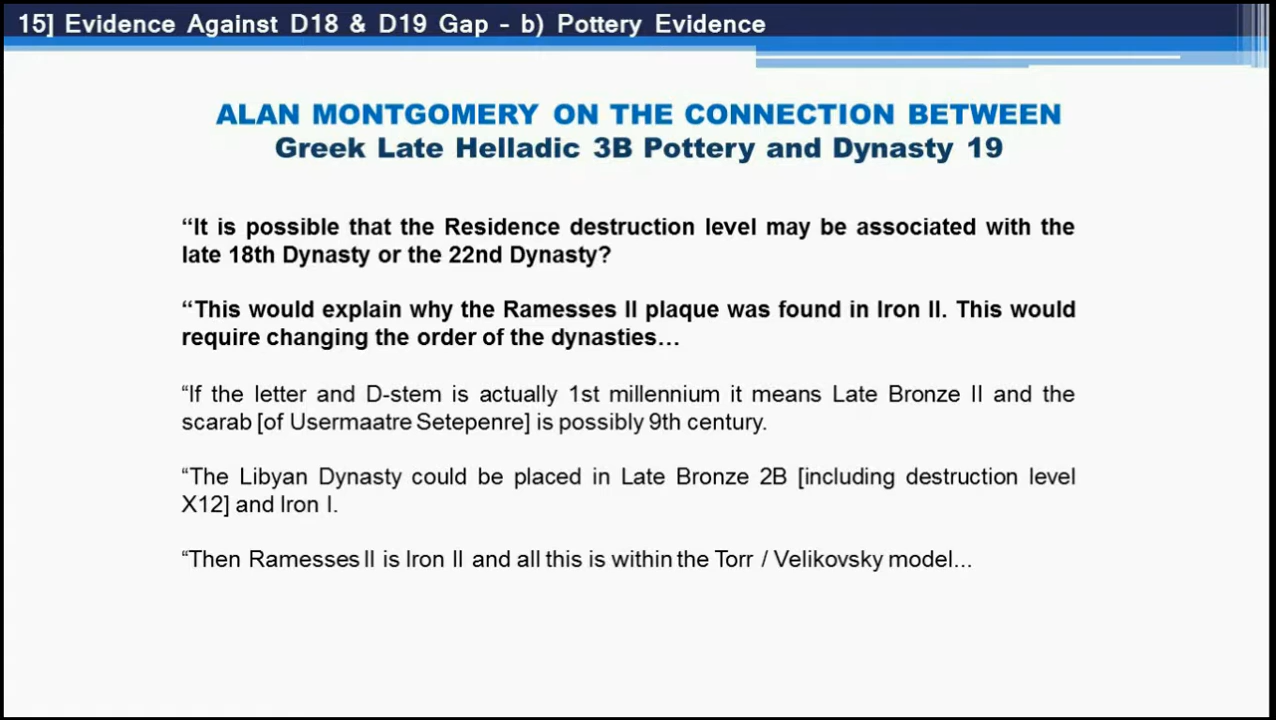 15] Evidence Against D18 & D19 Gap - b) Pottery Evidence
ALAN MONTGOMERY ON THE CONNECTION BETWEEN
Greek Late Helladic 3B Pottery and Dynasty 19
“It is possible that the Residence destruction level may be associated with the
late 18th Dynasty or the 22nd Dynasty?
“This would explain why the Ramesses II plaque was found in Iron II. This would
require changing the order of the dynasties…
“If the letter and D-stem is actually 1st millennium it means Late Bronze II and the
scarab [of Usermaatre Setepenre] is possibly 9th century.
“The Libyan Dynasty could be placed in Late Bronze 2B [including destruction level
X12] and Iron I.
“Then Ramesses II is Iron II and all this is within the Torr / Velikovsky model...